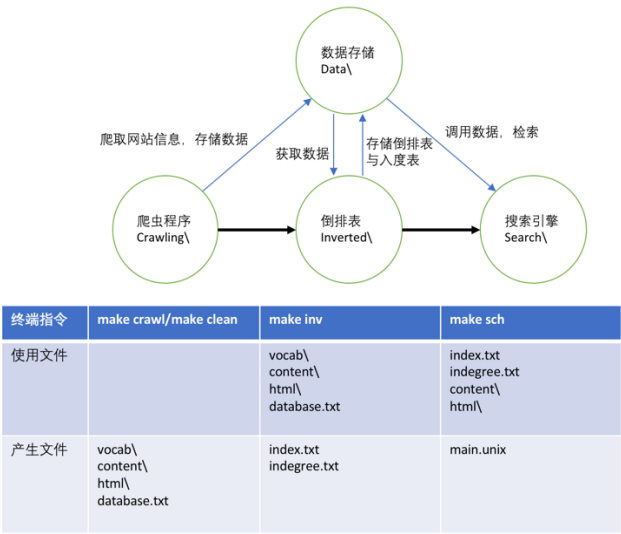 数据存储
Data\
爬取网站信息，存储数据
获取数据
存储倒排表
与入度表
调用数据，检索
爬虫程序
Crawling\
倒排表
Inverted\
搜索引擎
Search\
终端指令 make crawl/make clean make inv make sch
使用文件 vocab\ index.txt
content\ indegree.txt
html\ content\
database.txt html\
产生文件 vocab\ index.txt main.unix
content\ indegree.txt
html\
database.txt